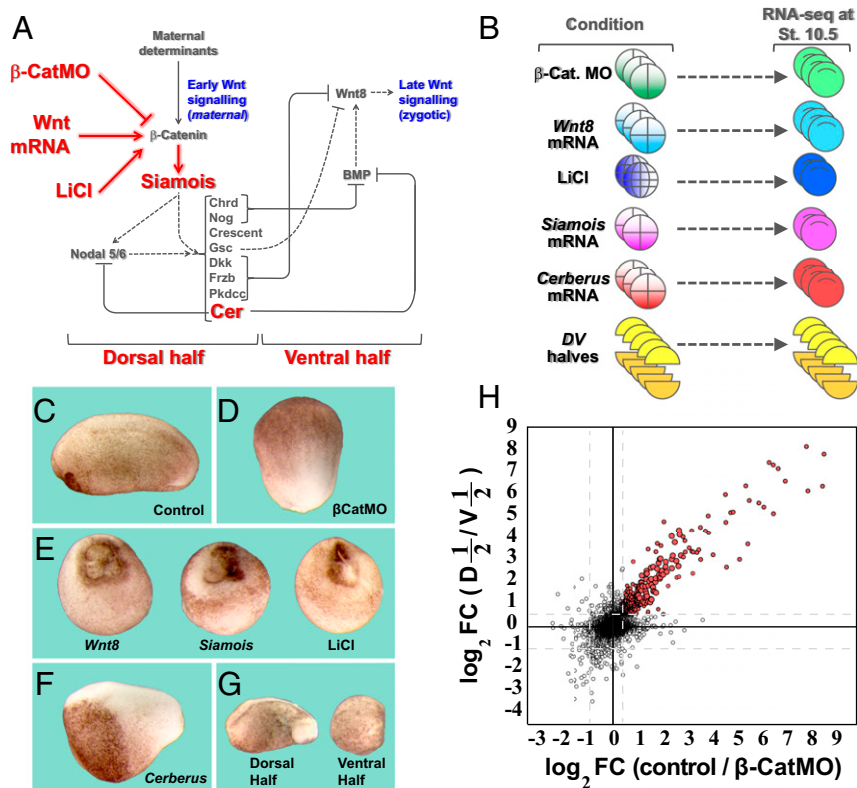 A
Maternal
determinants
β-CatMO
Early Wnt
signalling
(maternal)
Wnt8
Late Wnt
signalling
(zygotic)
Wnt
mRNA
β-Catenin
LiCl
Siamois
BMP
Chrd
Nog
Crescent
Gsc
Nodal 5/6
Dkk
Frzb
Pkdcc
Cer
Dorsal half
Ventral half
B
Condition
RNA-seq at
St. 10.5
β-Cat. MO
Wnt8
mRNA
LiCl
Siamois
mRNA
Cerberus
mRNA
DV
halves
C
Control
D
βCatMO
E
Wnt8
Siamois
LiCl
F
Cerberus
G
Dorsal
Half
Ventral
Half
H
log2 FC ( D 1/2 / V 1/2 )
9
8
7
6
5
4
3
2
1
0
-1
-2
-3
-4
-3 -2 -1 0 1 2 3 4 5 6 7 8 9
log2 FC (control / β-CatMO)